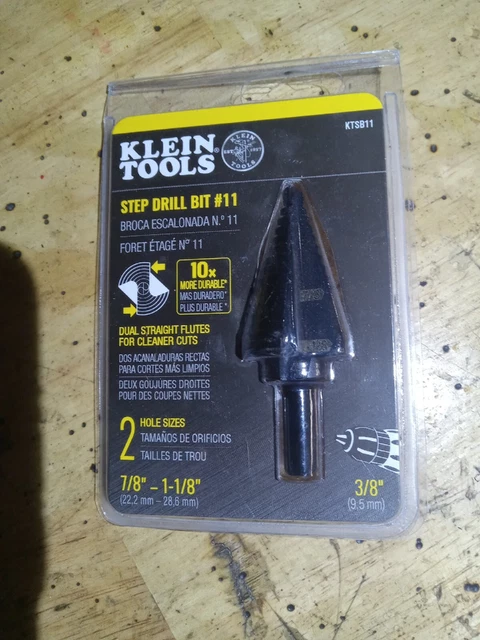 KTSB11
KLEIN
TOOLS®
KLEIN
TOOLS
STEP DRILL BIT #11
BROCA ESCALONADA N.º 11
FORET ÉTAGÉ Nº 11
10x
MORE DURABLE*
MÁS DURADERO*
PLUS DURABLE*
DUAL STRAIGHT FLUTES
FOR CLEANER CUTS
DOS ACANALADURAS RECTAS
PARA CORTES MÁS LIMPIOS
DEUX GOUJURES DROITES
POUR DES COUPES NETTES
2 HOLE SIZES
TAMAÑOS DE ORIFICIOS
TAILLES DE TROU
7/8" – 1-1/8"
(22,2 mm – 28,6 mm)
3/8"
(9,5 mm)